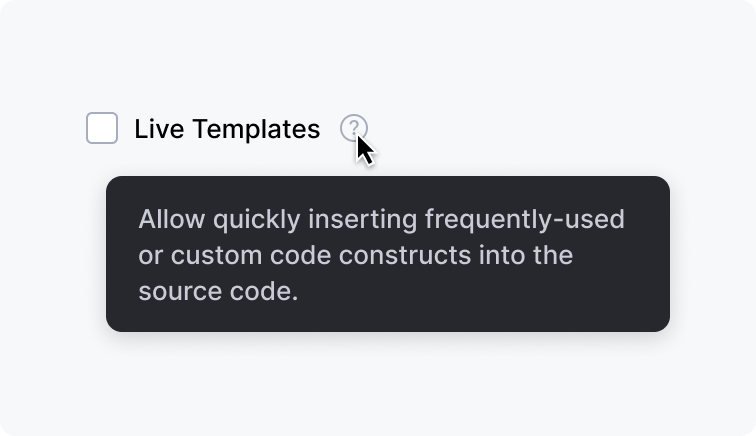 Live Templates ?
Allow quickly inserting frequently-used
or custom code constructs into the
source code.